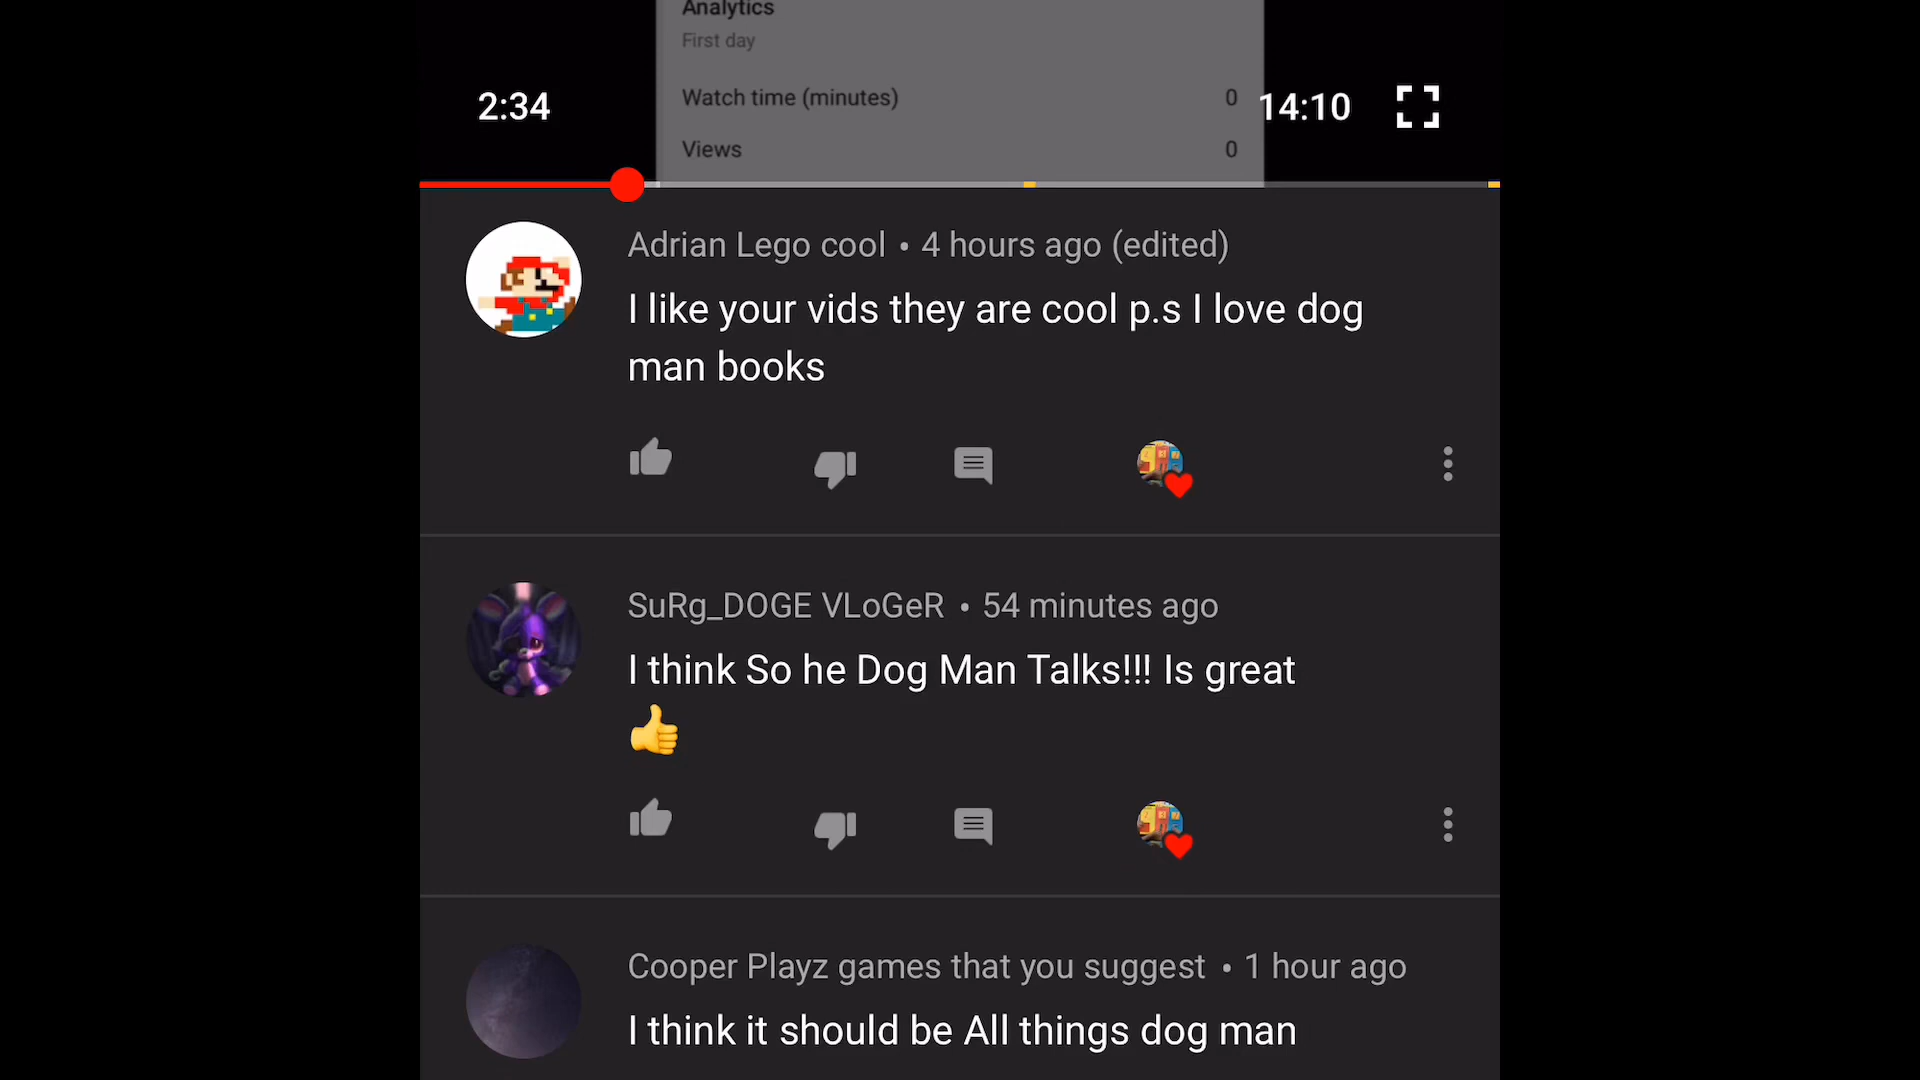 Analytics
First day
Watch time (minutes) 0
Views 0
2:34
14:10
Adrian Lego cool • 4 hours ago (edited)
I like your vids they are cool p.s I love dog
man books
SuRg_DOGE VLoGeR • 54 minutes ago
I think So he Dog Man Talks!!! Is great
👍
Cooper Playz games that you suggest • 1 hour ago
I think it should be All things dog man